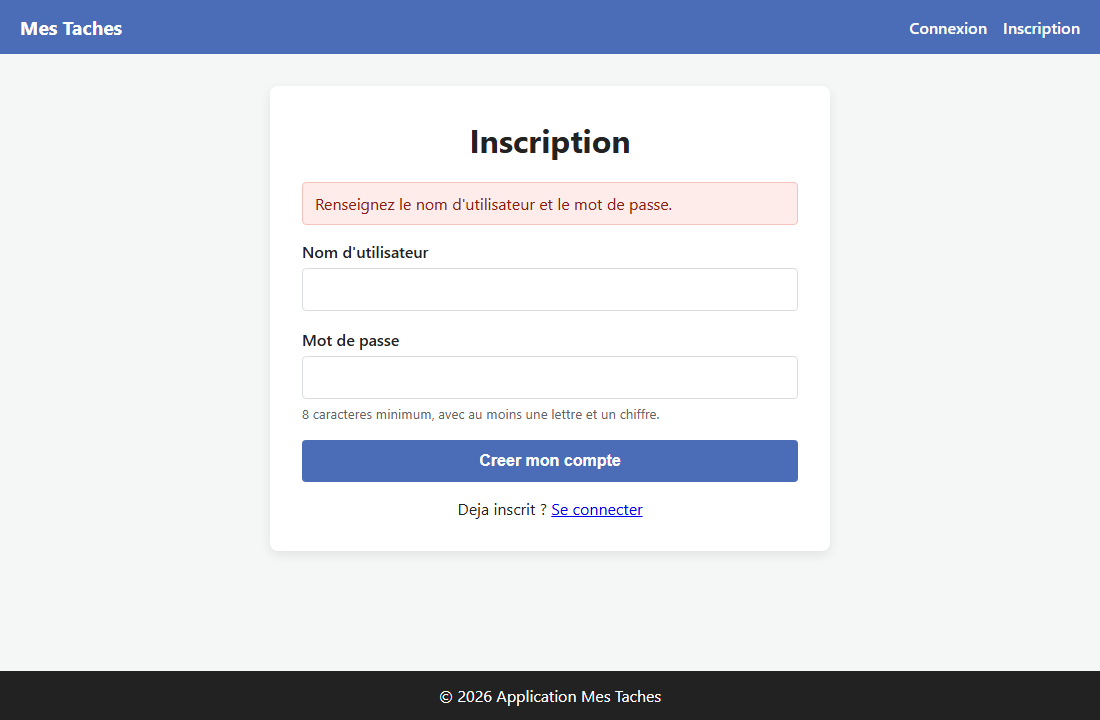 Mes Taches
Connexion Inscription
Inscription
Renseignez le nom d'utilisateur et le mot de passe.
Nom d'utilisateur
Mot de passe
8 caracteres minimum, avec au moins une lettre et un chiffre.
Creer mon compte
Deja inscrit ? Se connecter
© 2026 Application Mes Taches